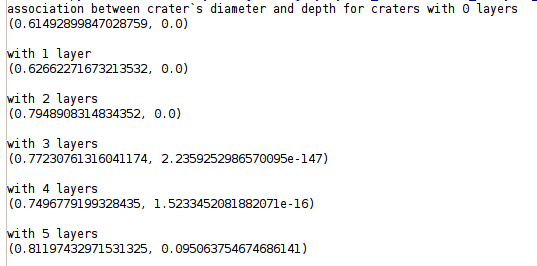 association between crater`s diameter and depth for craters with 0 layers
(0.61492899847028759, 0.0)
with 1 layer
(0.62662271673213532, 0.0)
with 2 layers
(0.7948908314834352, 0.0)
with 3 layers
(0.77230761316041174, 2.2359252986570095e-147)
with 4 layers
(0.7496779199328435, 1.5233452081882071e-16)
with 5 layers
(0.81197432971531325, 0.095063754674686141)